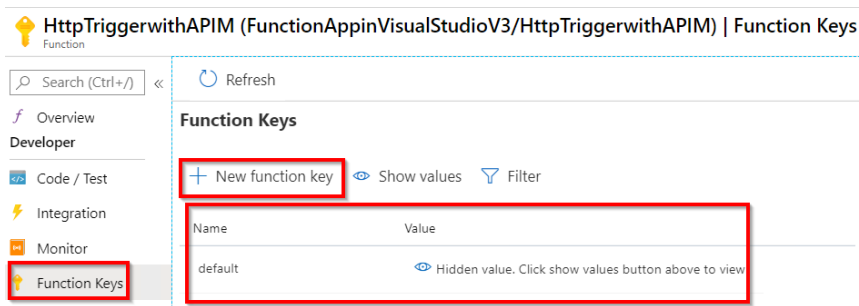 HttpTriggerwithAPIM (FunctionAppinVisualStudioV3/HttpTriggerwithAPIM) | Function Keys
Function
Search (Ctrl+/)
«
Refresh
Overview
Developer
Code / Test
Integration
Monitor
Function Keys
Function Keys
New function key
Show values
Filter
Name Value
default Hidden value. Click show values button above to view